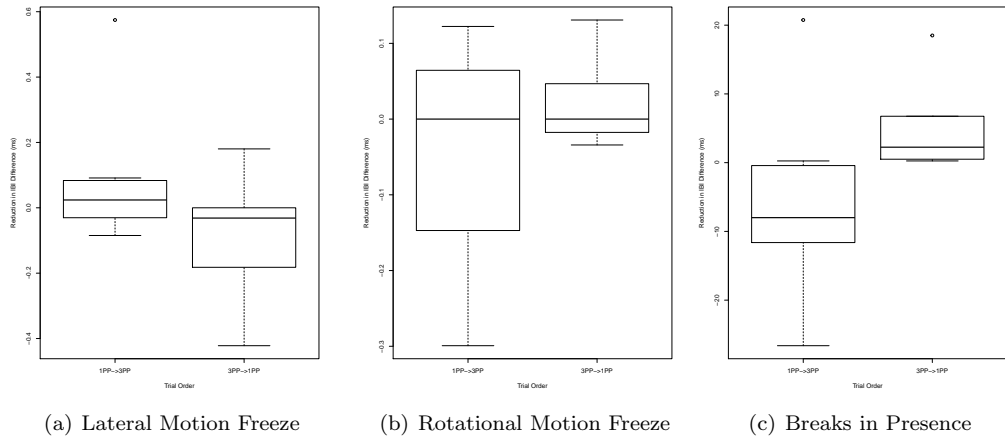 Reduction in IBI Difference (ms)
0.6
0.4
0.2
0.0
−0.2
−0.4
1PP−>3PP
3PP−>1PP
Trial Order
(a) Lateral Motion Freeze
Reduction in IBI Difference (ms)
0.1
0.0
−0.1
−0.2
−0.3
1PP−>3PP
3PP−>1PP
Trial Order
(b) Rotational Motion Freeze
Reduction in IBI Difference (ms)
20
10
0
−10
−20
1PP−>3PP
3PP−>1PP
Trial Order
(c) Breaks in Presence